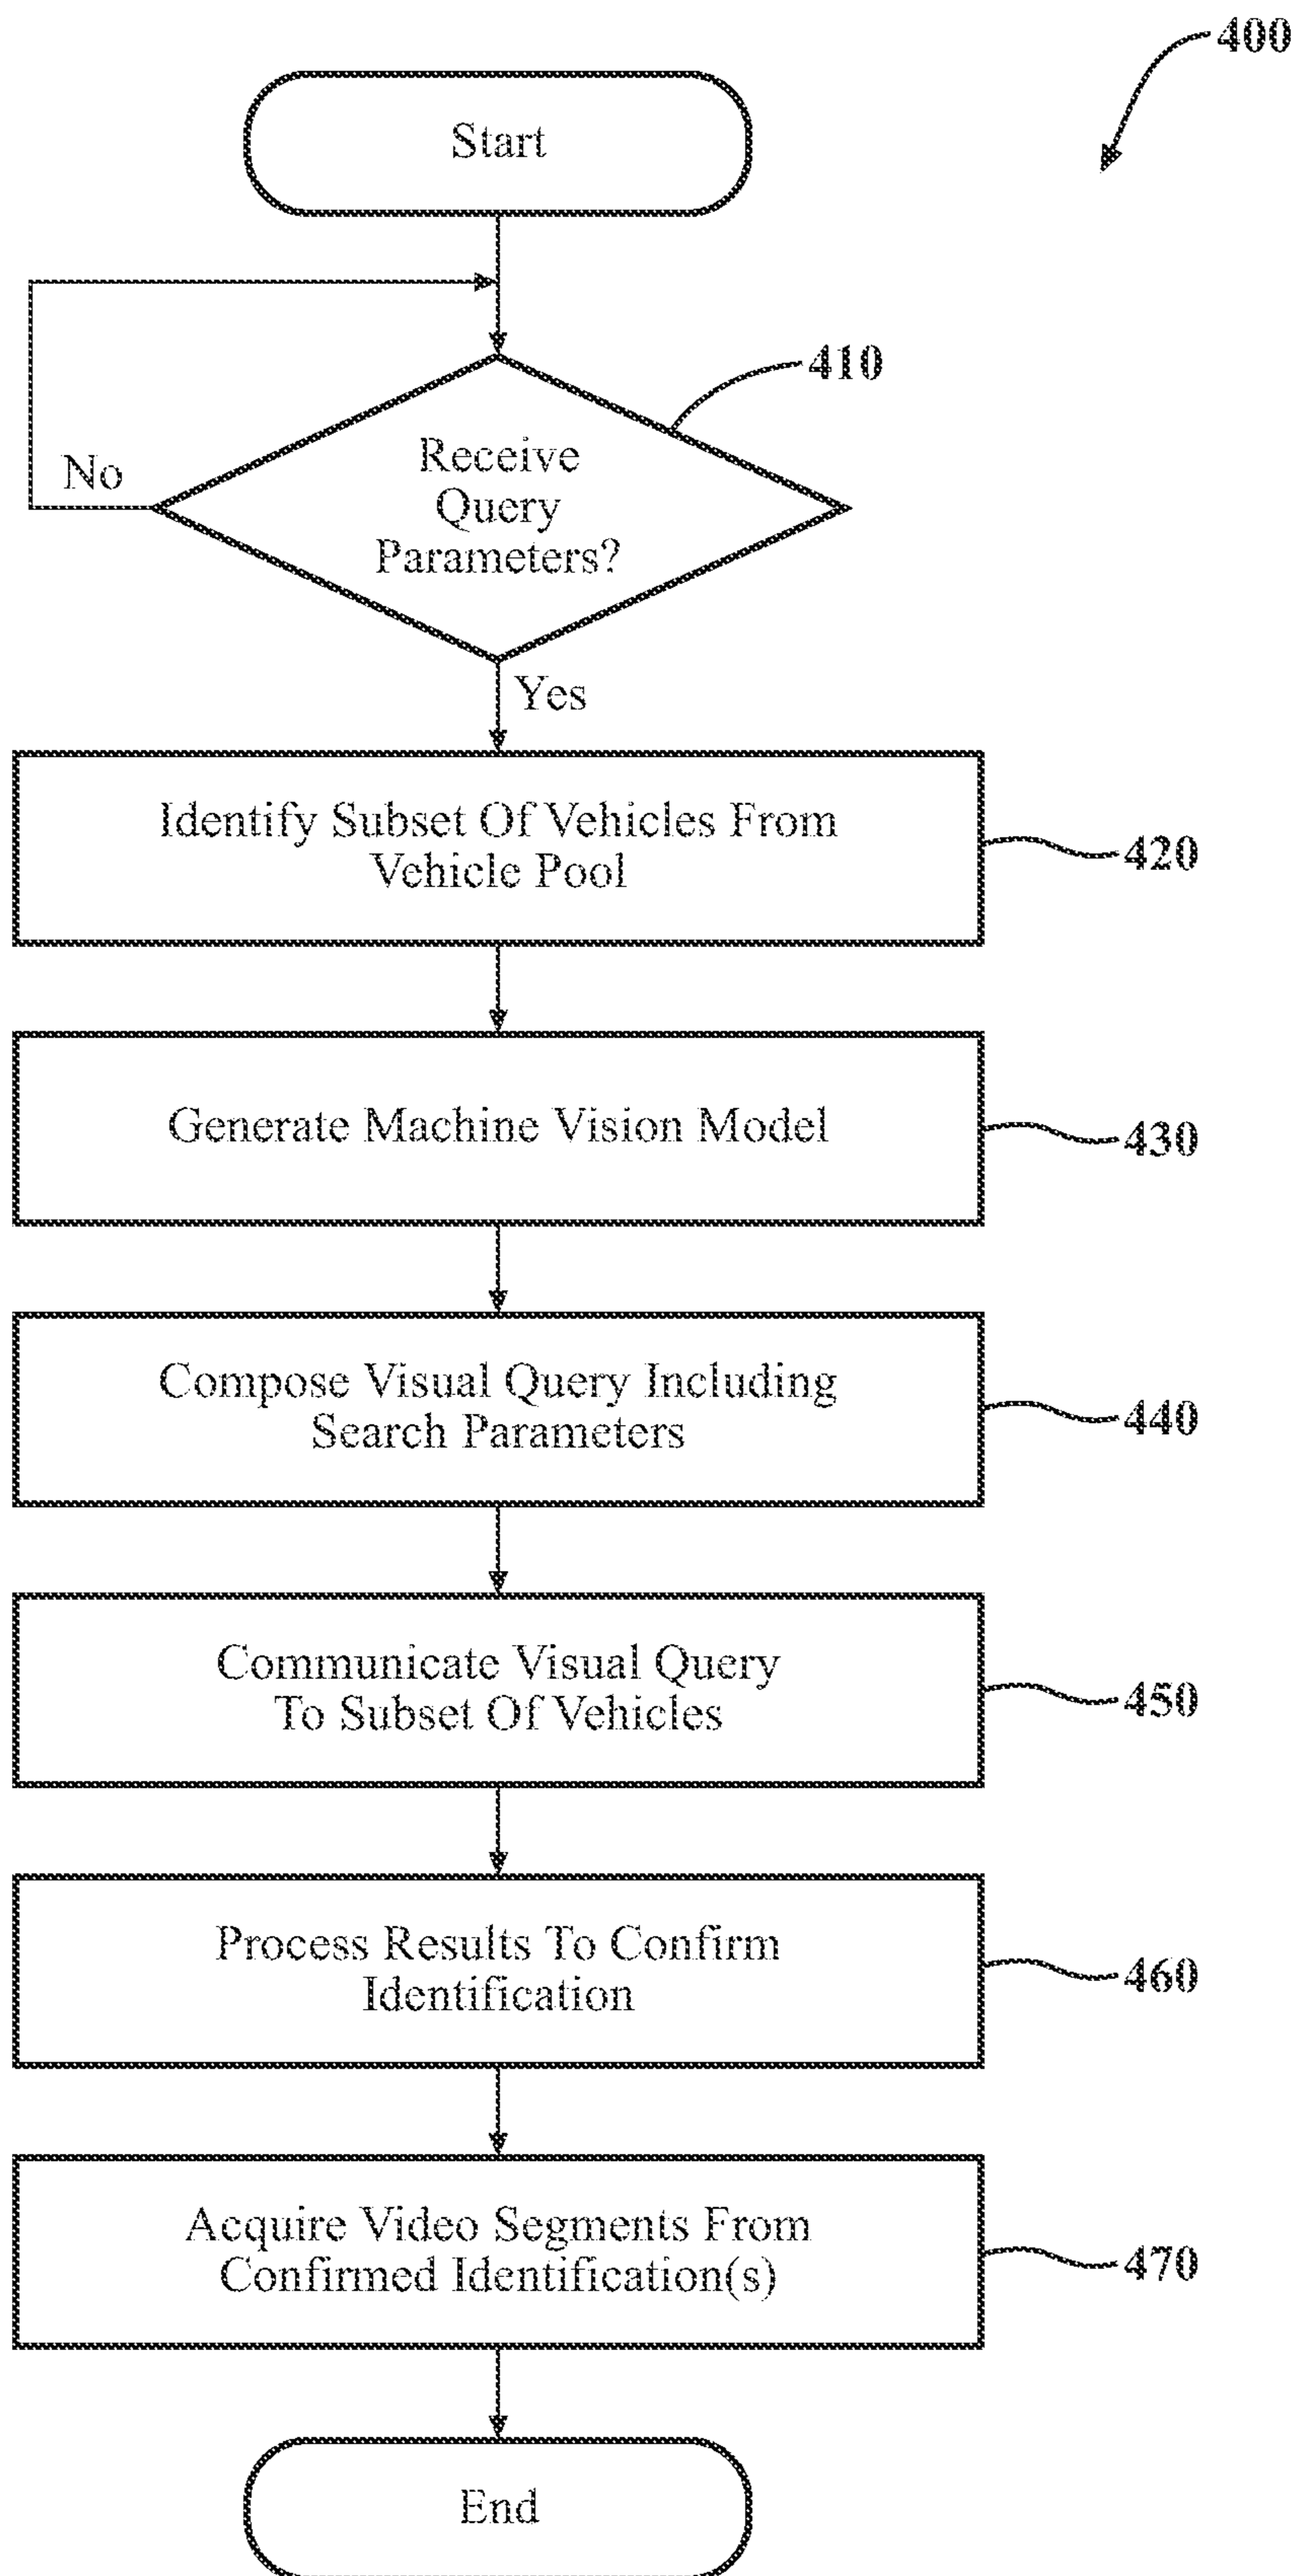 400
Start
410
Receive
Query
Parameters?
No
Yes
Identify Subset Of Vehicles From
Vehicle Pool
420
Generate Machine Vision Model
430
Compose Visual Query Including
Search Parameters
440
Communicate Visual Query
To Subset Of Vehicles
450
Process Results To Confirm
Identification
460
Acquire Video Segments From
Confirmed Identification(s)
470
End